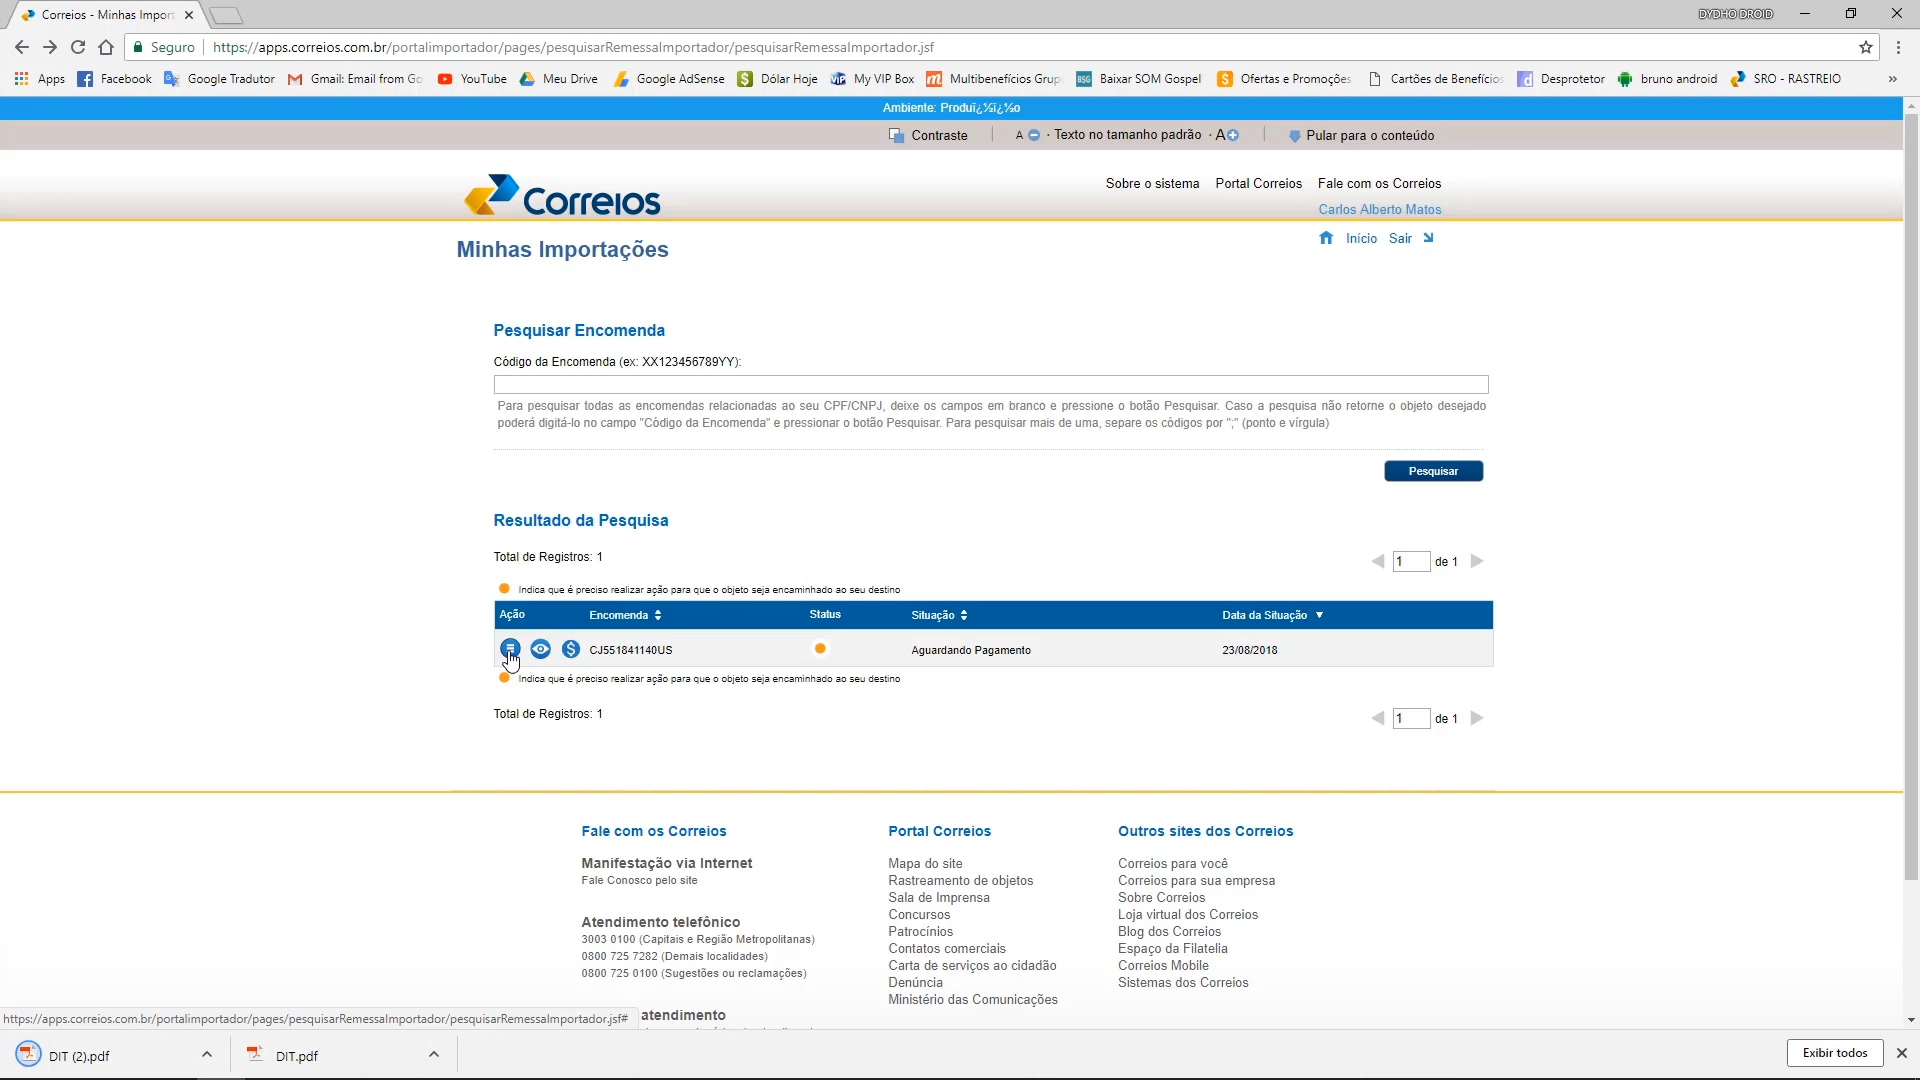 Correios - Minhas Import
DYDHO DROID
Seguro
https://apps.correios.com.br/portalimportador/pages/pesquisarRemessaImportador/pesquisarRemessaImportador.jsf
Apps
Facebook
Google Tradutor
Gmail: Email from Go
YouTube
Meu Drive
Google AdSense
Dólar Hoje
My VIP Box
Multibenefícios Grup
Baixar SOM Gospel
Ofertas e Promoções
Cartões de Benefício
Desprotetor
bruno android
SRO - RASTREIO
»
Ambiente: Produï¿½ï¿½o
Contraste
A · Texto no tamanho padrão · A
Pular para o conteúdo
Correios
Sobre o sistema
Portal Correios
Fale com os Correios
Carlos Alberto Matos
Minhas Importações
Início
Sair
Pesquisar Encomenda
Código da Encomenda (ex: XX123456789YY):
Para pesquisar todas as encomendas relacionadas ao seu CPF/CNPJ, deixe os campos em branco e pressione o botão Pesquisar. Caso a pesquisa não retorne o objeto desejado
poderá digitá-lo no campo "Código da Encomenda" e pressionar o botão Pesquisar. Para pesquisar mais de uma, separe os códigos por ";" (ponto e vírgula)
Pesquisar
Resultado da Pesquisa
Total de Registros: 1
1 de 1
Indica que é preciso realizar ação para que o objeto seja encaminhado ao seu destino
Ação
Encomenda
Status
Situação
Data da Situação
CJ551841140US
Aguardando Pagamento
23/08/2018
Indica que é preciso realizar ação para que o objeto seja encaminhado ao seu destino
Total de Registros: 1
1 de 1
Fale com os Correios
Manifestação via Internet
Fale Conosco pelo site
Atendimento telefônico
3003 0100 (Capitais e Região Metropolitanas)
0800 725 7282 (Demais localidades)
0800 725 0100 (Sugestões ou reclamações)
atendimento
Portal Correios
Mapa do site
Rastreamento de objetos
Sala de Imprensa
Concursos
Patrocínios
Contatos comerciais
Carta de serviços ao cidadão
Denúncia
Ministério das Comunicações
Outros sites dos Correios
Correios para você
Correios para sua empresa
Sobre Correios
Loja virtual dos Correios
Blog dos Correios
Espaço da Filatelia
Correios Mobile
Sistemas dos Correios
https://apps.correios.com.br/portalimportador/pages/pesquisarRemessaImportador/pesquisarRemessaImportador.jsf#
DIT (2).pdf
DIT.pdf
Exibir todos